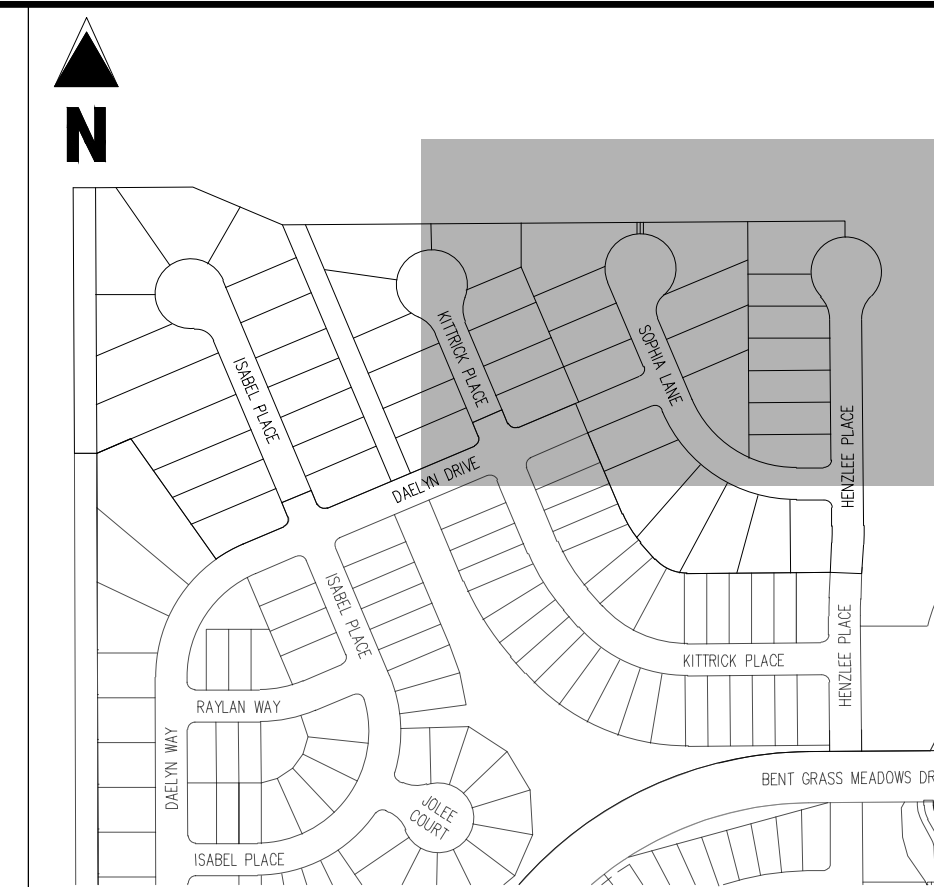 N
KITTRICK PLACE
SOPHIA LANE
ISABEL PLACE
HENZLEE PLACE
DAELYN DRIVE
ISABEL PLACE
HENZLEE PLACE
KITTRICK PLACE
RAYLAN WAY
DAELYN WAY
BENT GRASS MEADOWS DR
JOLEE
COURT
ISABEL PLACE